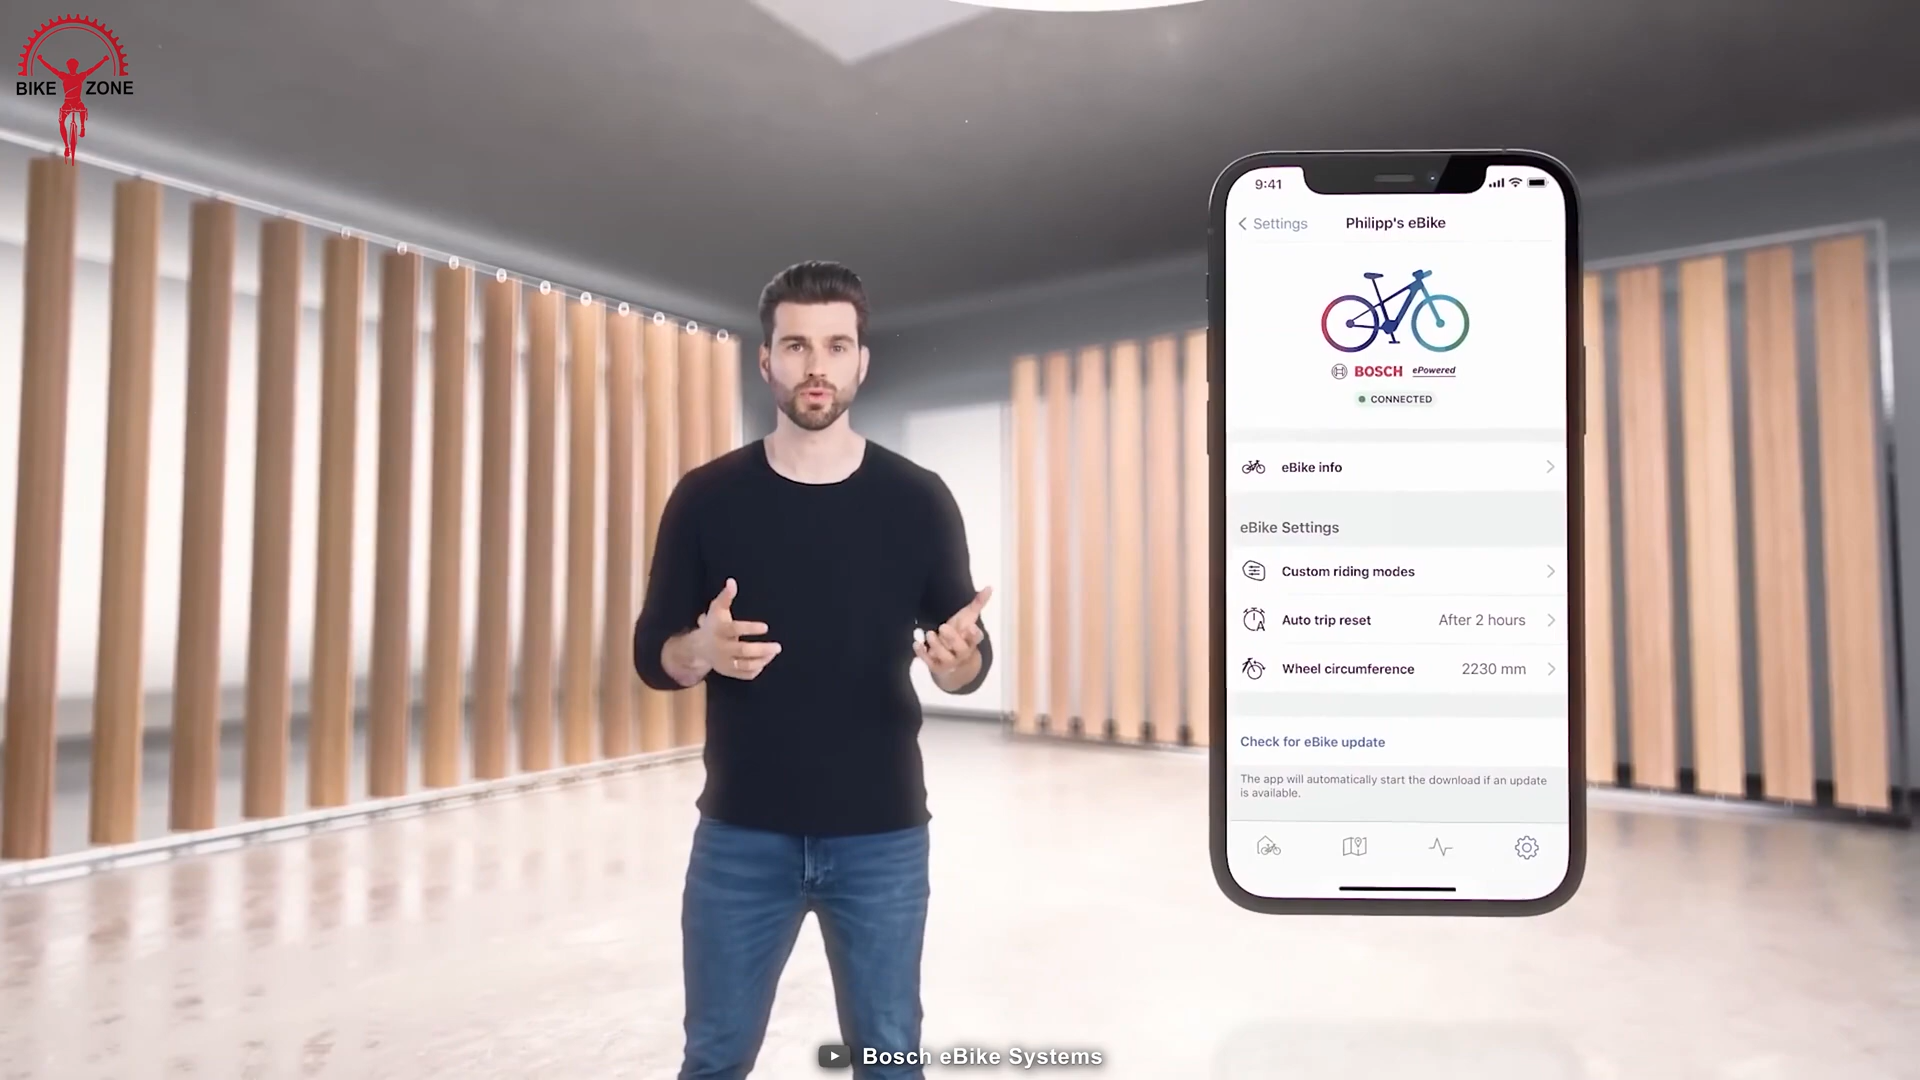 BIKE ZONE
9:41
Settings
Philipp's eBike
BOSCH ePowered
CONNECTED
eBike info
eBike Settings
Custom riding modes
Auto trip reset After 2 hours
Wheel circumference 2230 mm
Check for eBike update
The app will automatically start the download if an update
is available.
Bosch eBike Systems